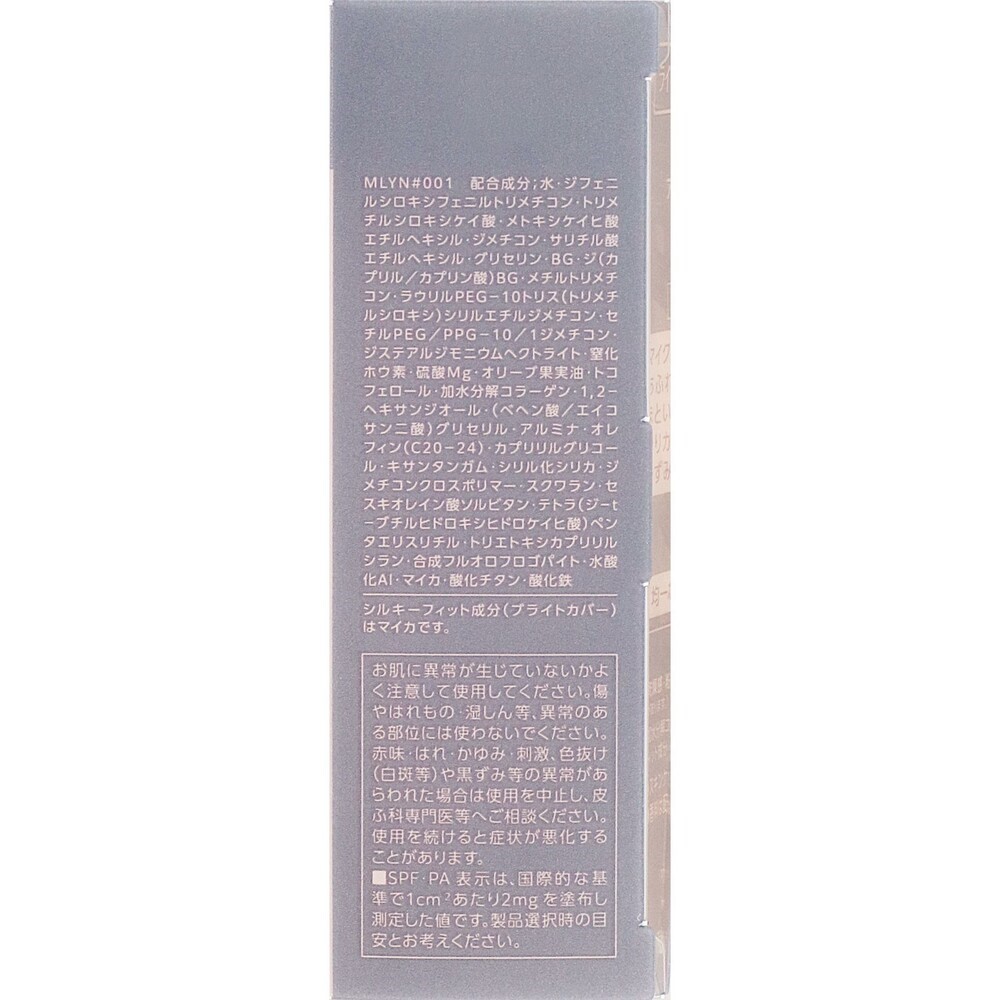 MLYN#001 配合成分;水・ジフェニ
ルシロキシフェニルトリメチコン・トリメ
チルシロキシケイ酸・メトキシケイヒ酸
エチルヘキシル・ジメチコン・サリチル酸
エチルヘキシル・グリセリン・BG・ジ(カ
プリル/カプリン酸)BG・メチルトリメチ
コン・ラウリルPEG-10トリス(トリメチ
ルシロキシ)シリルエチルジメチコン・セ
チルPEG/PPG-10/1ジメチコン・
ジステアルジモニウムヘクトライト・窒化
ホウ素・硫酸Mg・オリーブ果実油・トコ
フェロール・加水分解コラーゲン・1,2-
ヘキサンジオール・(ベヘン酸/エイコ
サン二酸)グリセリル・アルミナ・オレ
フィン(C20-24)・カプリリルグリコー
ル・キサンタンガム・シリル化シリカ・ジ
メチコンクロスポリマー・スクワラン・セ
スキオレイン酸ソルビタン・テトラ(ジ-t
-ブチルヒドロキシヒドロケイヒ酸)ペン
タエリスリチル・トリエトキシカプリリル
シラン・合成フルオロフロゴパイト・水酸
化Al・マイカ・酸化チタン・酸化鉄
シルキーフィット成分(ブライトカバー)
はマイカです。
お肌に異常が生じていないかよ
く注意して使用してください。傷
やはれもの・湿しん等、異常のあ
る部位には使わないでください。
赤味・はれ・かゆみ・刺激、色抜け
(白斑等)や黒ずみ等の異常があ
らわれた場合は使用を中止し、皮
ふ科専門医等へご相談ください。
使用を続けると症状が悪化する
ことがあります。
■SPF・PA 表示は、国際的な基
準で1cm²あたり2mgを塗布し
測定した値です。製品選択時の目
安とお考えください。
マイク
うふわ
とい
リカ
ずみ
均一